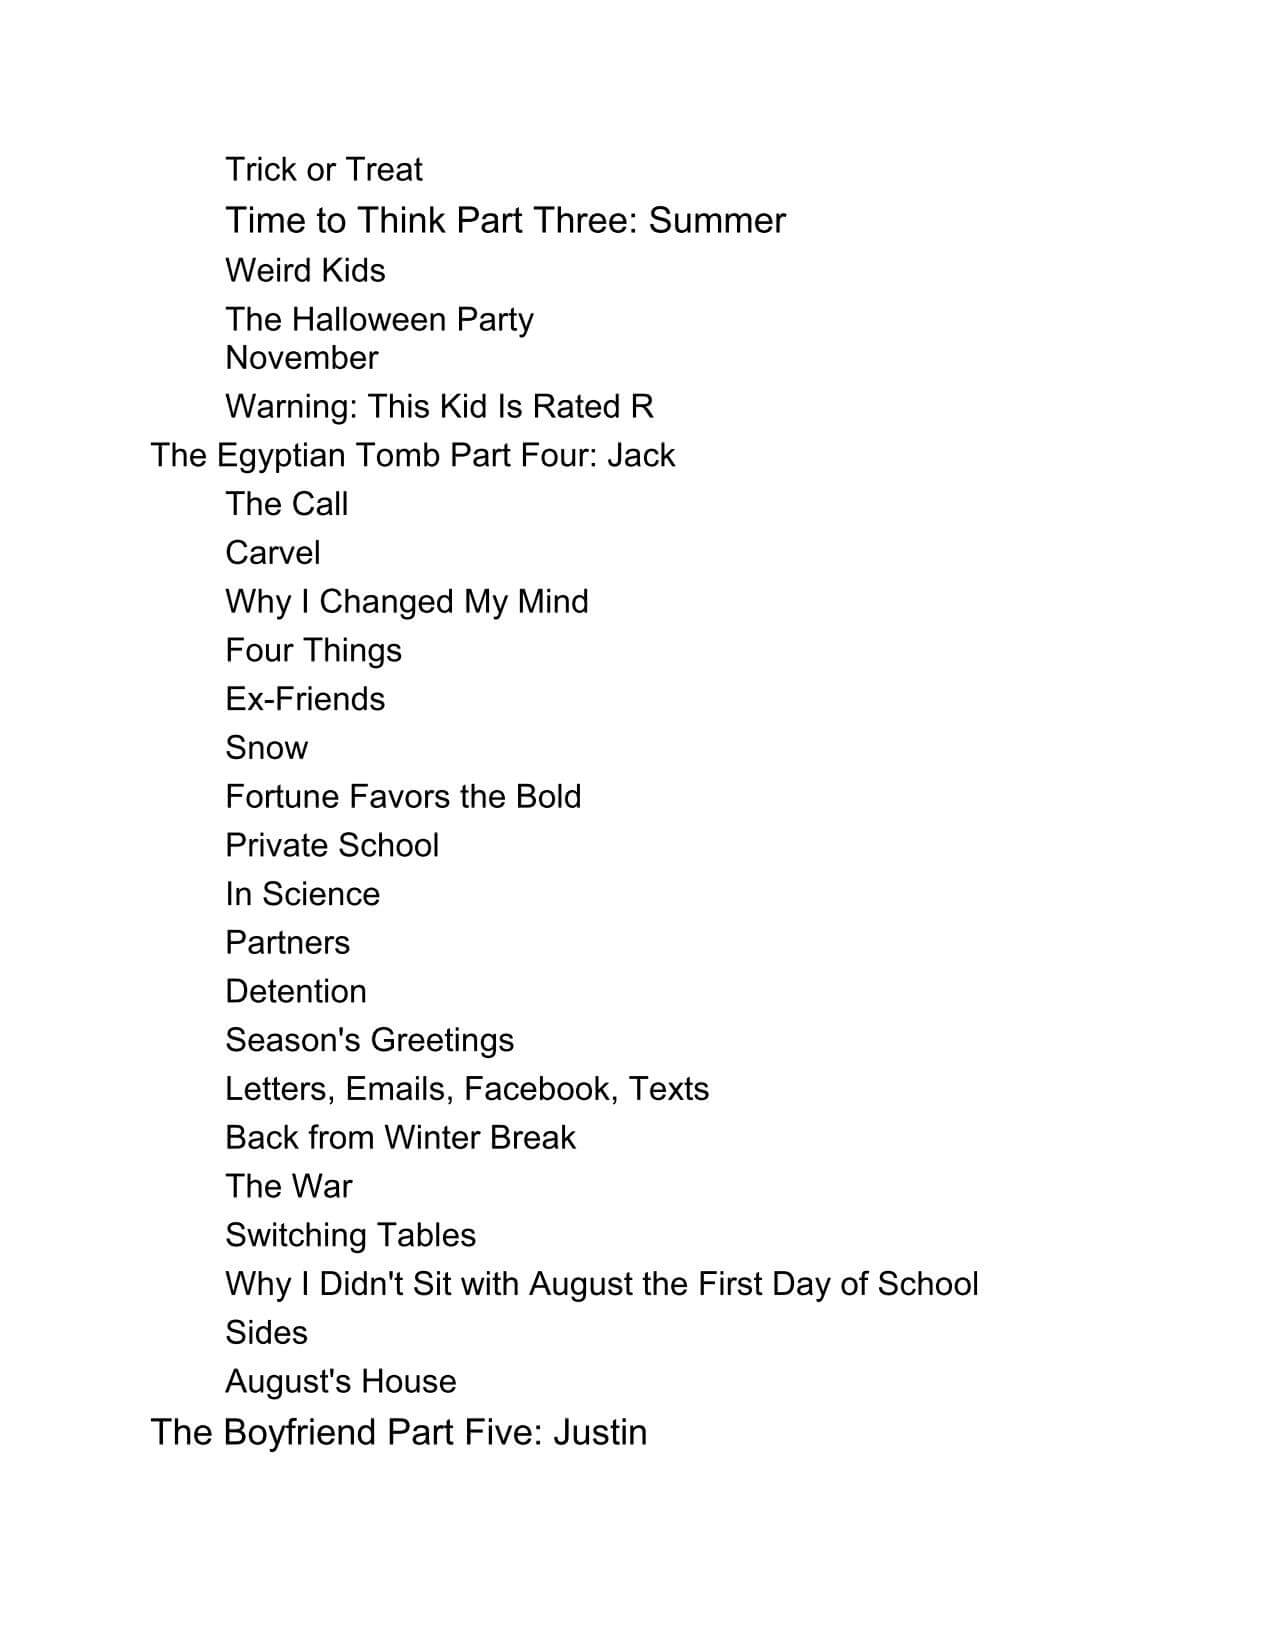 Trick or Treat
Time to Think Part Three: Summer
Weird Kids
The Halloween Party
November
Warning: This Kid Is Rated R
The Egyptian Tomb Part Four: Jack
The Call
Carvel
Why I Changed My Mind
Four Things
Ex-Friends
Snow
Fortune Favors the Bold
Private School
In Science
Partners
Detention
Season's Greetings
Letters, Emails, Facebook, Texts
Back from Winter Break
The War
Switching Tables
Why I Didn't Sit with August the First Day of School
Sides
August's House
The Boyfriend Part Five: Justin